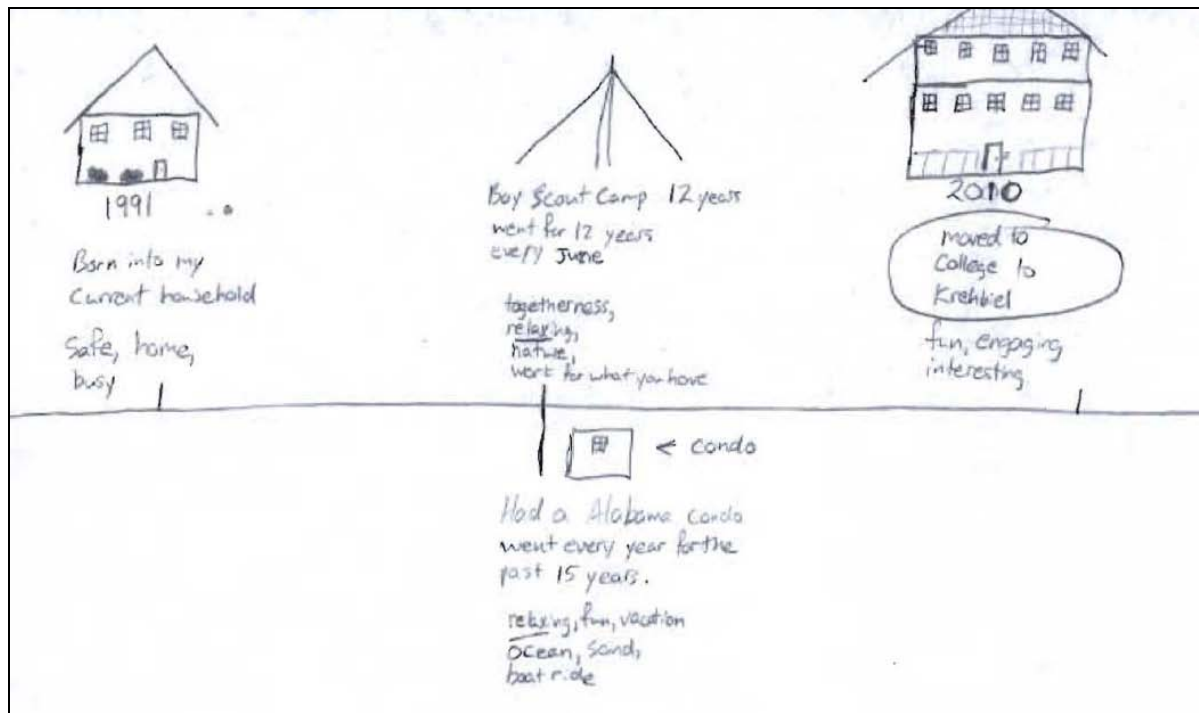 1991
Born into my
current household
Safe, home,
busy
Boy Scout Camp 12 years
went for 12 years
every June
togetherness,
relaxing,
nature,
work for what you have
2010
moved to
College to
Krehbiel
fun, engaging
interesting
< condo
Had a Alabama condo
went every year for the
past 15 years.
relaxing, fun, vacation
ocean, sand,
boat ride